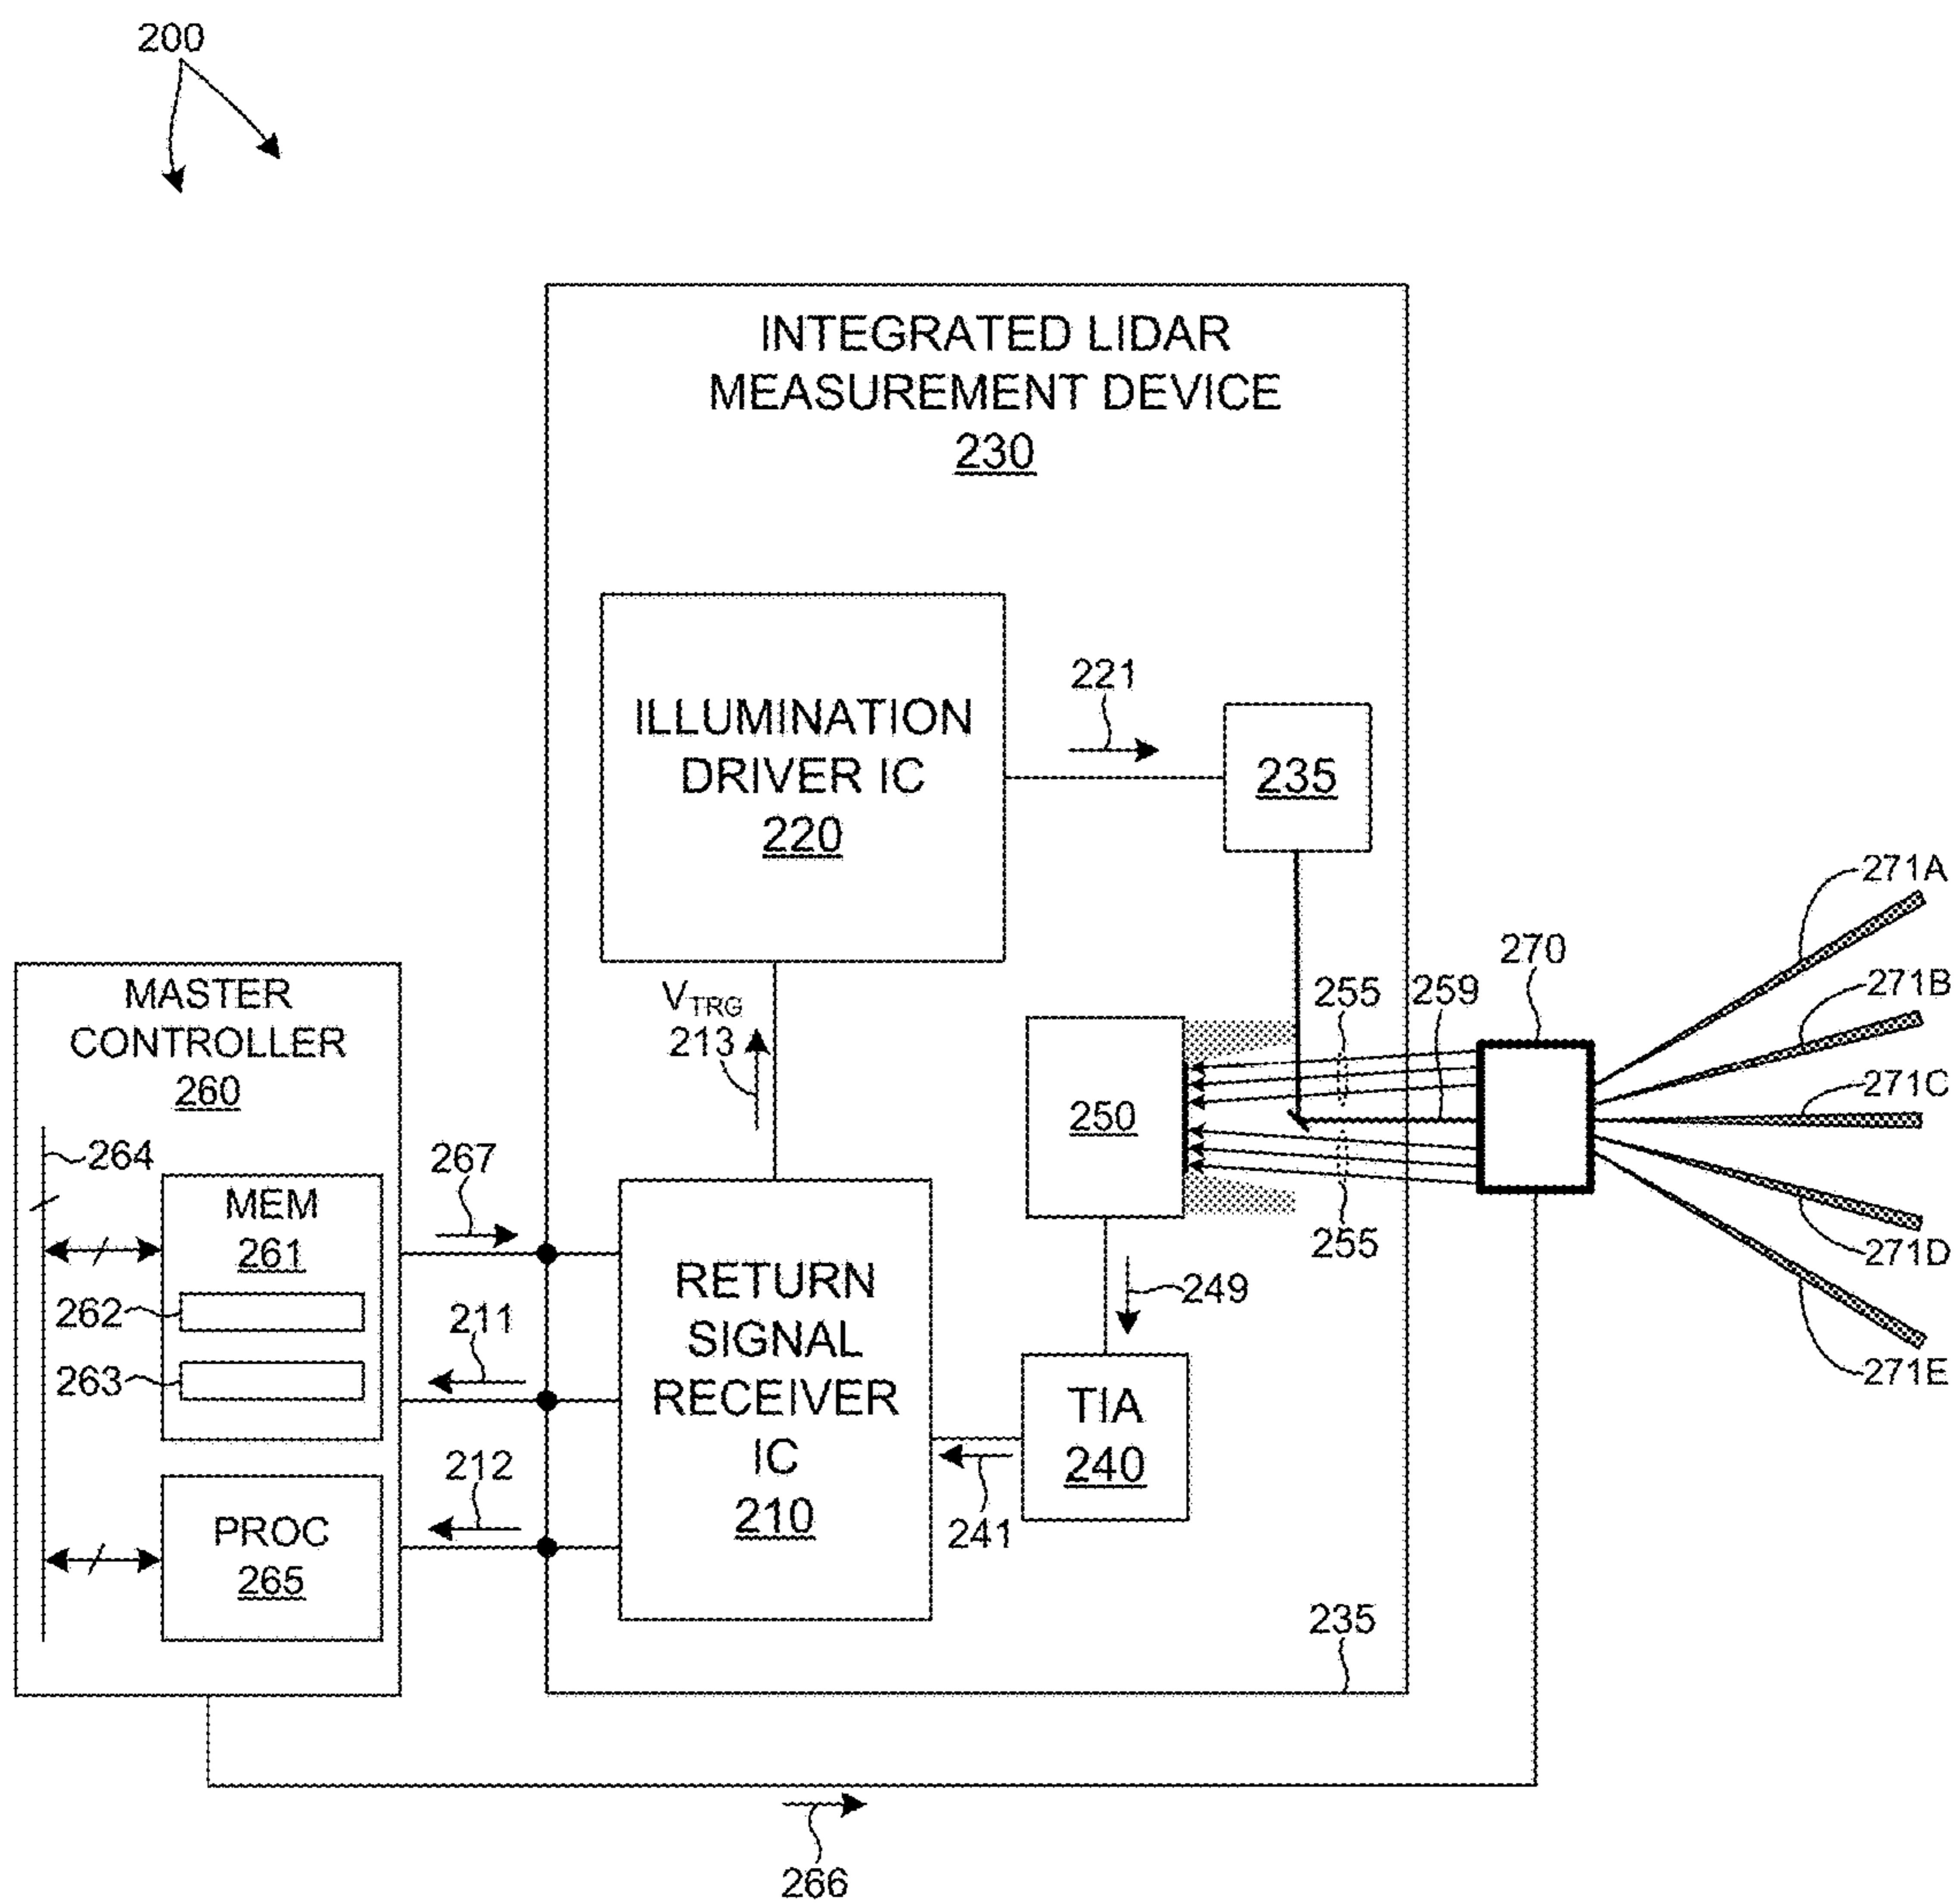 200
INTEGRATED LIDAR
MEASUREMENT DEVICE
230
ILLUMINATION
DRIVER IC
220
221
235
271A
271B
271C
271D
271E
270
255
259
250
255
VTRG
213
MASTER
CONTROLLER
260
264
MEM
261
262
263
PROC
265
267
211
212
RETURN
SIGNAL
RECEIVER
IC
210
249
TIA
240
241
235
266